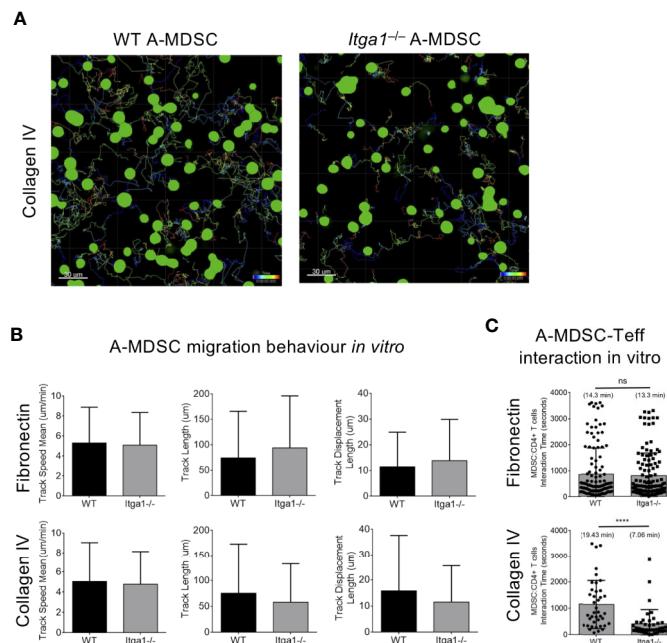 A
WT A-MDSC
Itga1–/– A-MDSC
Collagen IV
30 um
30 um
B
A-MDSC migration behaviour in vitro
Fibronectin
Track Speed Mean (um/min)
10
8
6
4
2
0
WT
Itga1-/-
Track Length (um)
200
150
100
50
0
WT
Itga1-/-
Track Displacement
Length (um)
40
30
20
10
0
WT
Itga1-/-
Collagen IV
Track Speed Mean (um/min)
10
8
6
4
2
0
WT
Itga1-/-
Track Length (um)
200
150
100
50
0
WT
Itga1-/-
Track Displacement
Length (um)
40
30
20
10
0
WT
Itga1-/-
C
A-MDSC-Teff
interaction in vitro
Fibronectin
MDSC:CD4+ T cells
Interaction Time (seconds)
4000
3000
2000
1000
0
ns
(14.3 min)
(13.3 min)
WT
Itga1-/-
Collagen IV
MDSC:CD4+ T cells
Interaction Time (seconds)
4000
3000
2000
1000
0
****
(19.43 min)
(7.06 min)
WT
Itga1-/-